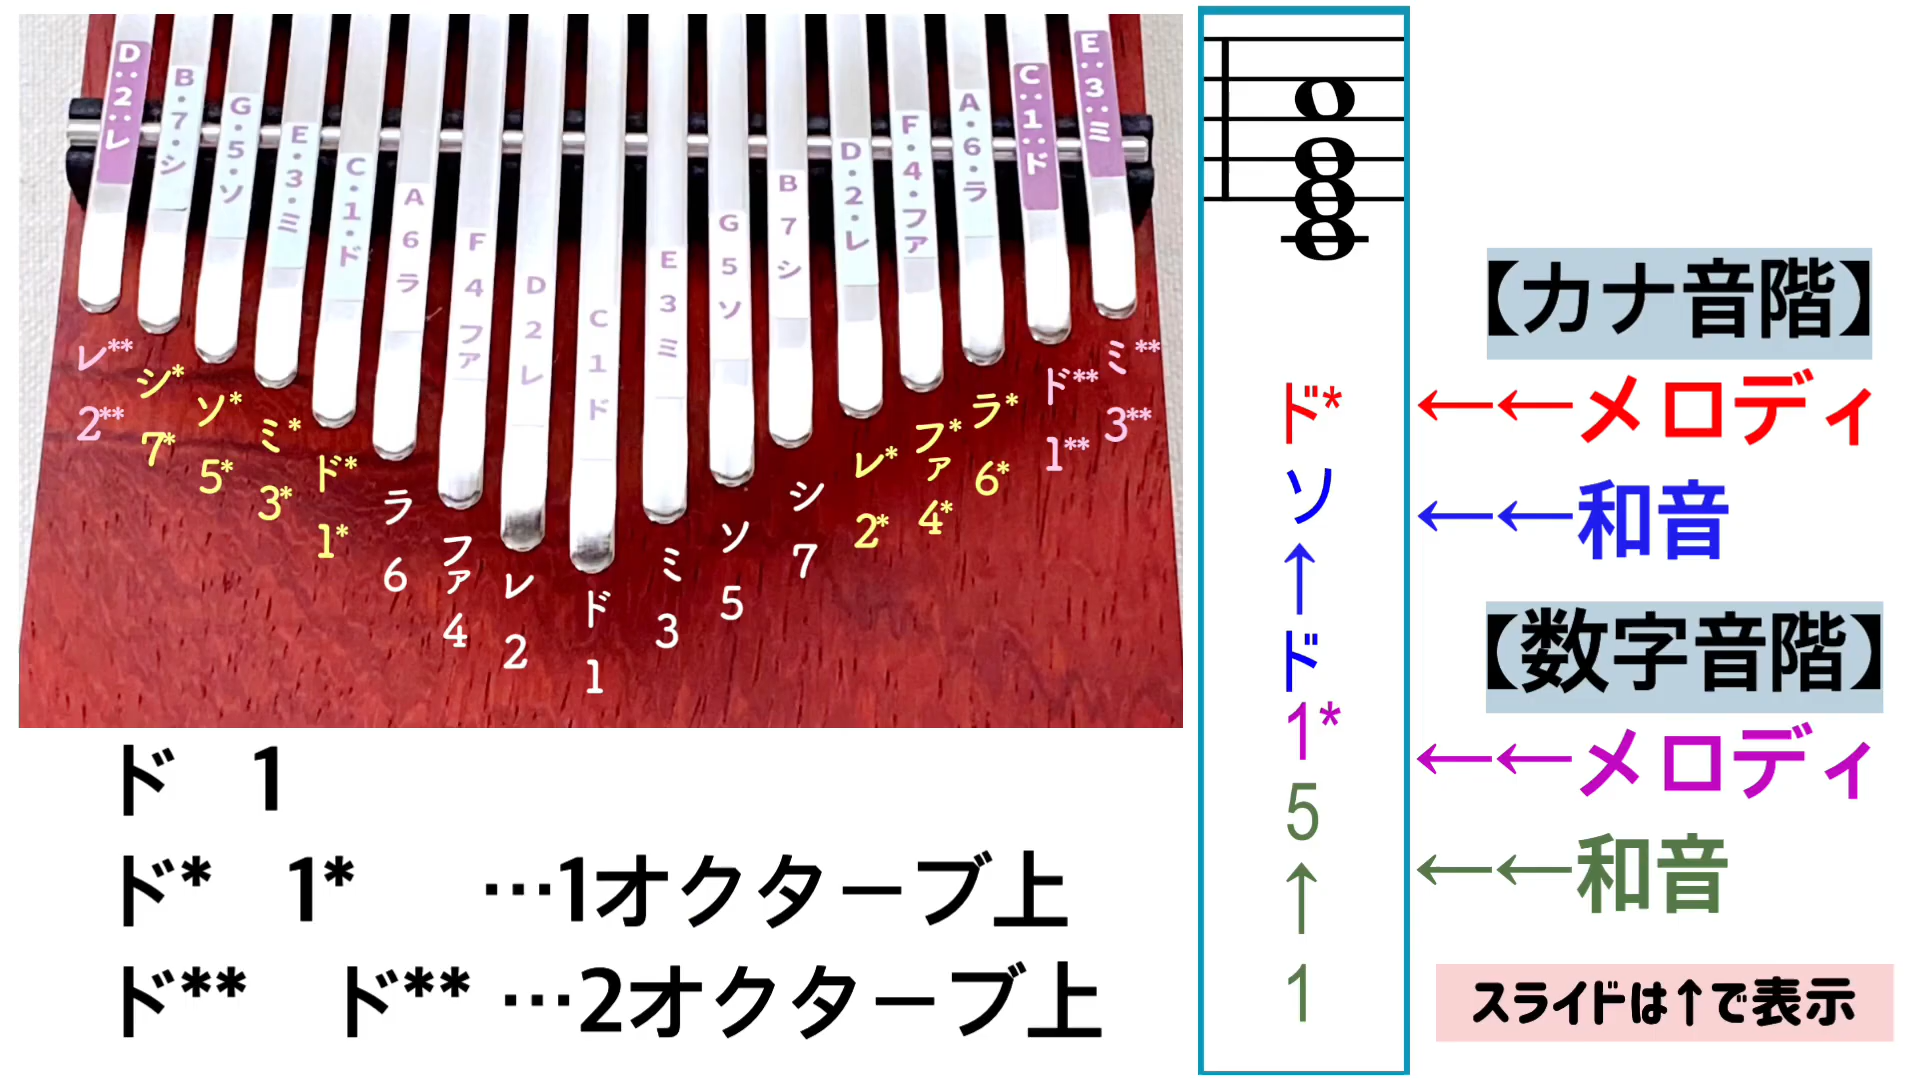 D:2:レ
B・7・シ
G・5・ソ
E・3・ミ
C・1・ド
A 6 ラ
F 4 ファ
D 2 レ
C 1 ド
E 3 ミ
G 5 ソ
B 7 シ
D・2・レ
F・4・ファ
A・6・ラ
C:1:ド
E:3:ミ
レ** 2**
シ* 7*
ソ* 5*
ミ* 3*
ド* 1*
ラ 6
ファ 4
レ 2
ド 1
ミ 3
ソ 5
シ 7
レ* 2*
ファ* 4*
ラ* 6*
ド** 1**
ミ** 3**
ド 1
ド* 1* …1オクターブ上
ド** ド** …2オクターブ上
ド*
ソ
↑
ド
1*
5
↑
1
【カナ音階】
←←メロディ
←←和音
【数字音階】
←←メロディ
←←和音
スライドは↑で表示